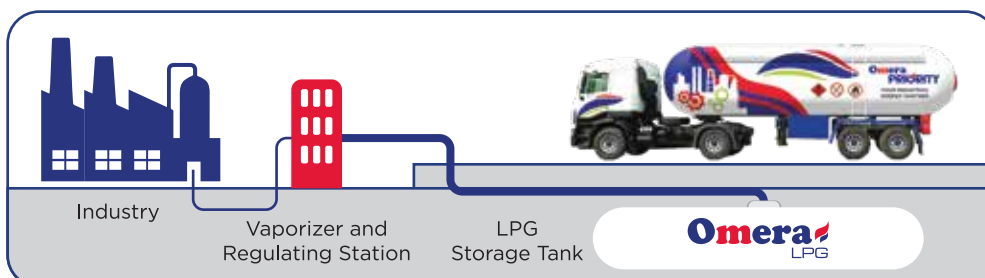 Omera
PRIORITY
Industry
Vaporizer and
Regulating Station
LPG
Storage Tank
Omera
LPG